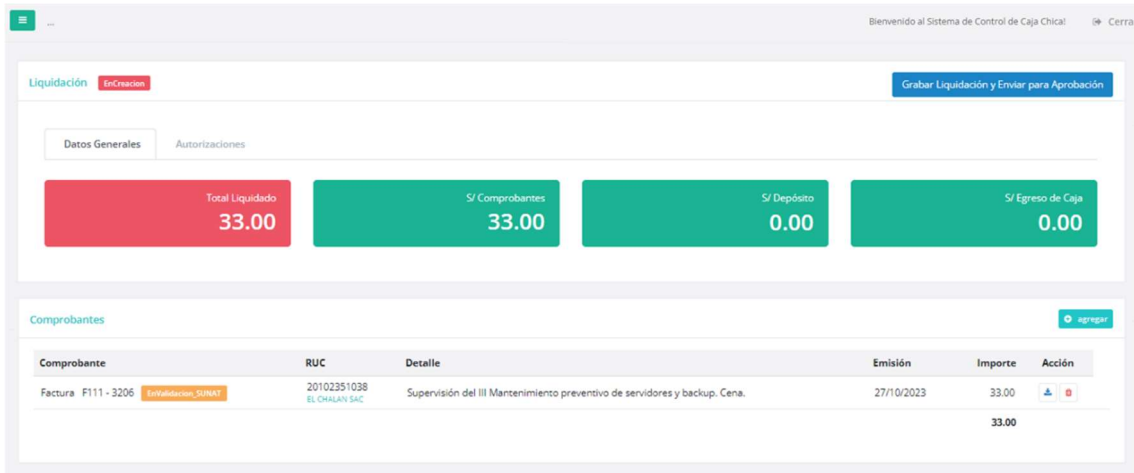 ...
Bienvenido al Sistema de Control de Caja Chica! Cerra
Liquidación EnCreacion
Grabar Liquidación y Enviar para Aprobación
Datos Generales Autorizaciones
Total Liquidado
33.00
S/ Comprobantes
33.00
S/ Depósito
0.00
S/ Egreso de Caja
0.00
Comprobantes
agregar
Comprobante RUC Detalle Emisión Importe Acción
Factura F111 - 3206 EnValidacion_SUNAT 20102351038 Supervisión del III Mantenimiento preventivo de servidores y backup. Cena. 27/10/2023 33.00
EL CHALAN SAC
33.00